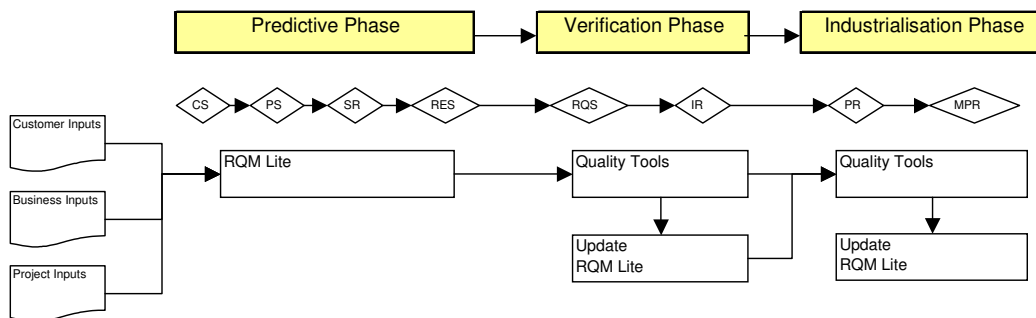 Predictive Phase
Verification Phase
Industrialisation Phase
CS
PS
SR
RES
RQS
IR
PR
MPR
Customer Inputs
Business Inputs
Project Inputs
RQM Lite
Quality Tools
Update
RQM Lite
Quality Tools
Update
RQM Lite